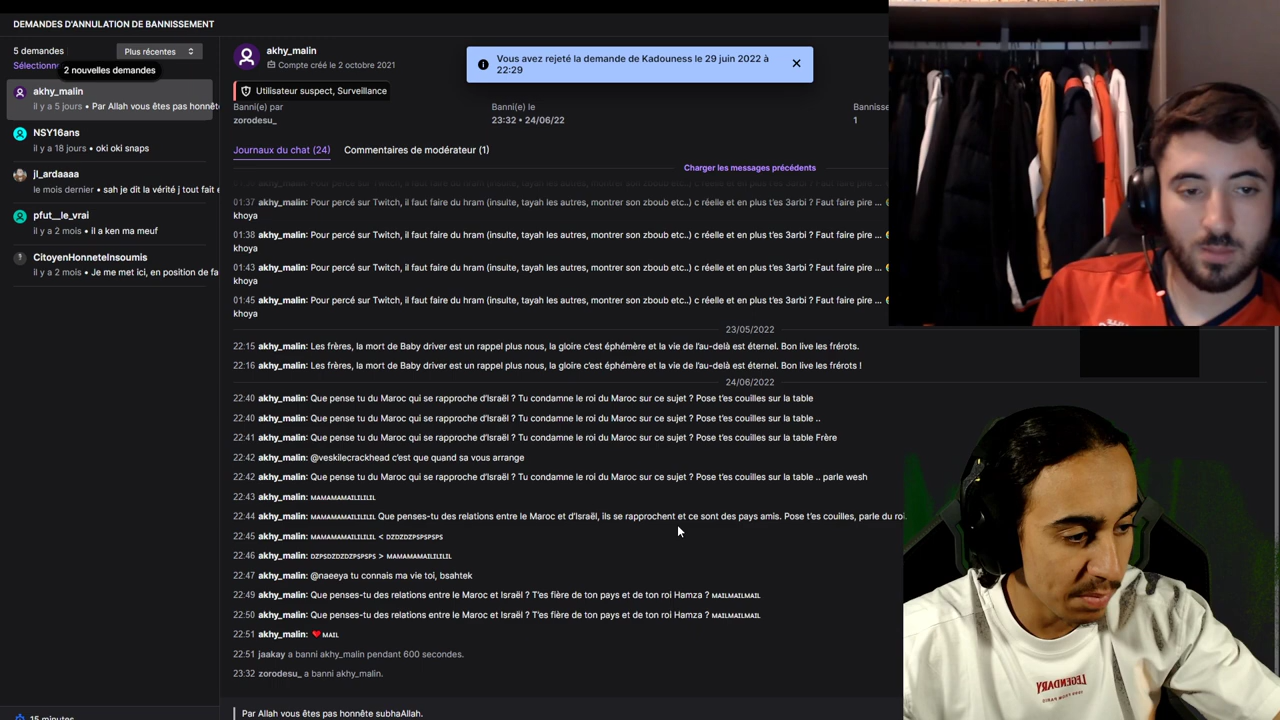 DEMANDES D'ANNULATION DE BANNISSEMENT
5 demandes
Plus récentes
Sélectionn
2 nouvelles demandes
akhy_malin
il y a 5 jours • Par Allah vous êtes pas honnêt
NSY16ans
il y a 18 jours • oki oki snaps
jl_ardaaaa
le mois dernier • sah je dit la vérité j tout fait e
pfut__le_vrai
il y a 2 mois • il a ken ma meuf
CitoyenHonneteInsoumis
il y a 2 mois • Je me met ici, en position de fa
15 minutes
akhy_malin
Compte créé le 2 octobre 2021
Vous avez rejeté la demande de Kadouness le 29 juin 2022 à
22:29
Utilisateur suspect, Surveillance
Banni(e) par
zorodesu_
Banni(e) le
23:32 • 24/06/22
Bannisse
1
Journaux du chat (24)
Commentaires de modérateur (1)
Charger les messages précédents
01:37 akhy_malin: Pour percé sur Twitch, il faut faire du hram (insulte, tayah les autres, montrer son zboub etc..) c réelle et en plus t'es 3arbi ? Faut faire pire ...
khoya
01:38 akhy_malin: Pour percé sur Twitch, il faut faire du hram (insulte, tayah les autres, montrer son zboub etc..) c réelle et en plus t'es 3arbi ? Faut faire pire ...
khoya
01:43 akhy_malin: Pour percé sur Twitch, il faut faire du hram (insulte, tayah les autres, montrer son zboub etc..) c réelle et en plus t'es 3arbi ? Faut faire pire ...
khoya
01:45 akhy_malin: Pour percé sur Twitch, il faut faire du hram (insulte, tayah les autres, montrer son zboub etc..) c réelle et en plus t'es 3arbi ? Faut faire pire ...
khoya
23/05/2022
22:15 akhy_malin: Les frères, la mort de Baby driver est un rappel plus nous, la gloire c'est éphémère et la vie de l'au-delà est éternel. Bon live les frérots.
22:16 akhy_malin: Les frères, la mort de Baby driver est un rappel plus nous, la gloire c'est éphémère et la vie de l'au-delà est éternel. Bon live les frérots !
24/06/2022
22:40 akhy_malin: Que pense tu du Maroc qui se rapproche d'Israël ? Tu condamne le roi du Maroc sur ce sujet ? Pose t'es couilles sur la table
22:40 akhy_malin: Que pense tu du Maroc qui se rapproche d'Israël ? Tu condamne le roi du Maroc sur ce sujet ? Pose t'es couilles sur la table ..
22:41 akhy_malin: Que pense tu du Maroc qui se rapproche d'Israël ? Tu condamne le roi du Maroc sur ce sujet ? Pose t'es couilles sur la table Frère
22:42 akhy_malin: @veskilecrackhead c'est que quand sa vous arrange
22:42 akhy_malin: Que pense tu du Maroc qui se rapproche d'Israël ? Tu condamne le roi du Maroc sur ce sujet ? Pose t'es couilles sur la table .. parle wesh
22:43 akhy_malin: ᴍᴀᴍᴀᴍᴀᴍᴀɪʟɪʟɪʟɪʟ
22:44 akhy_malin: ᴍᴀᴍᴀᴍᴀᴍᴀɪʟɪʟɪʟɪʟ Que penses-tu des relations entre le Maroc et d'Israël, ils se rapprochent et ce sont des pays amis. Pose t'es couilles, parle du roi
22:45 akhy_malin: ᴍᴀᴍᴀᴍᴀᴍᴀɪʟɪʟɪʟɪʟ < ᴅᴢᴅᴢᴅᴢᴘsᴘsᴘsᴘs
22:46 akhy_malin: ᴅᴢᴘsᴅᴢᴅᴢᴅᴢᴘsᴘsᴘs > ᴍᴀᴍᴀᴍᴀᴍᴀɪʟɪʟɪʟɪʟ
22:47 akhy_malin: @naeeya tu connais ma vie toi, bsahtek
22:49 akhy_malin: Que penses-tu des relations entre le Maroc et Israël ? T'es fière de ton pays et de ton roi Hamza ? ᴍᴀɪʟᴍᴀɪʟᴍᴀɪʟ
22:50 akhy_malin: Que penses-tu des relations entre le Maroc et Israël ? T'es fière de ton pays et de ton roi Hamza ? ᴍᴀɪʟᴍᴀɪʟᴍᴀɪʟ
22:51 akhy_malin: ❤ ᴍᴀɪʟ
22:51 jaakay a banni akhy_malin pendant 600 secondes.
23:32 zorodesu_ a banni akhy_malin.
Par Allah vous êtes pas honnête subhaAllah.
LEGENDARY